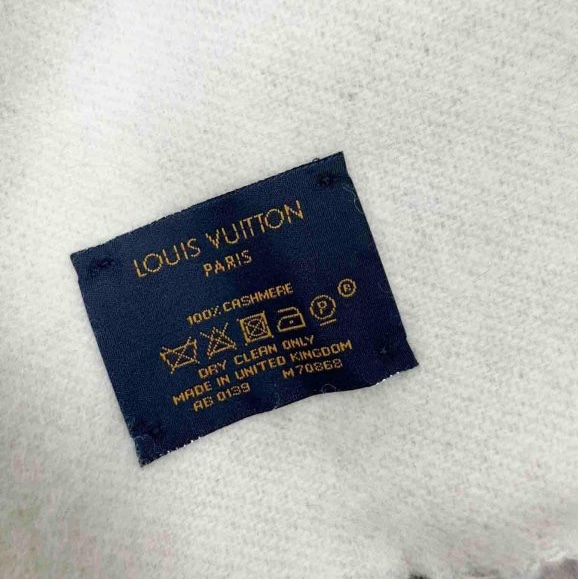 LOUIS VUITTON
PARIS
100% CASHMERE
P ®
DRY CLEAN ONLY
MADE IN UNITED KINGDOM
AB 0139 M70868